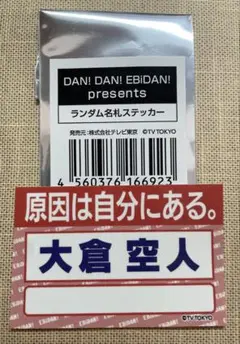 DAN! DAN! EBiDAN!
presents
ランダム名札ステッカー
発売元:株式会社テレビ東京 ©TV TOKYO
4 560376 166923
原因は自分にある。
大倉 空人
©TV TOKYO